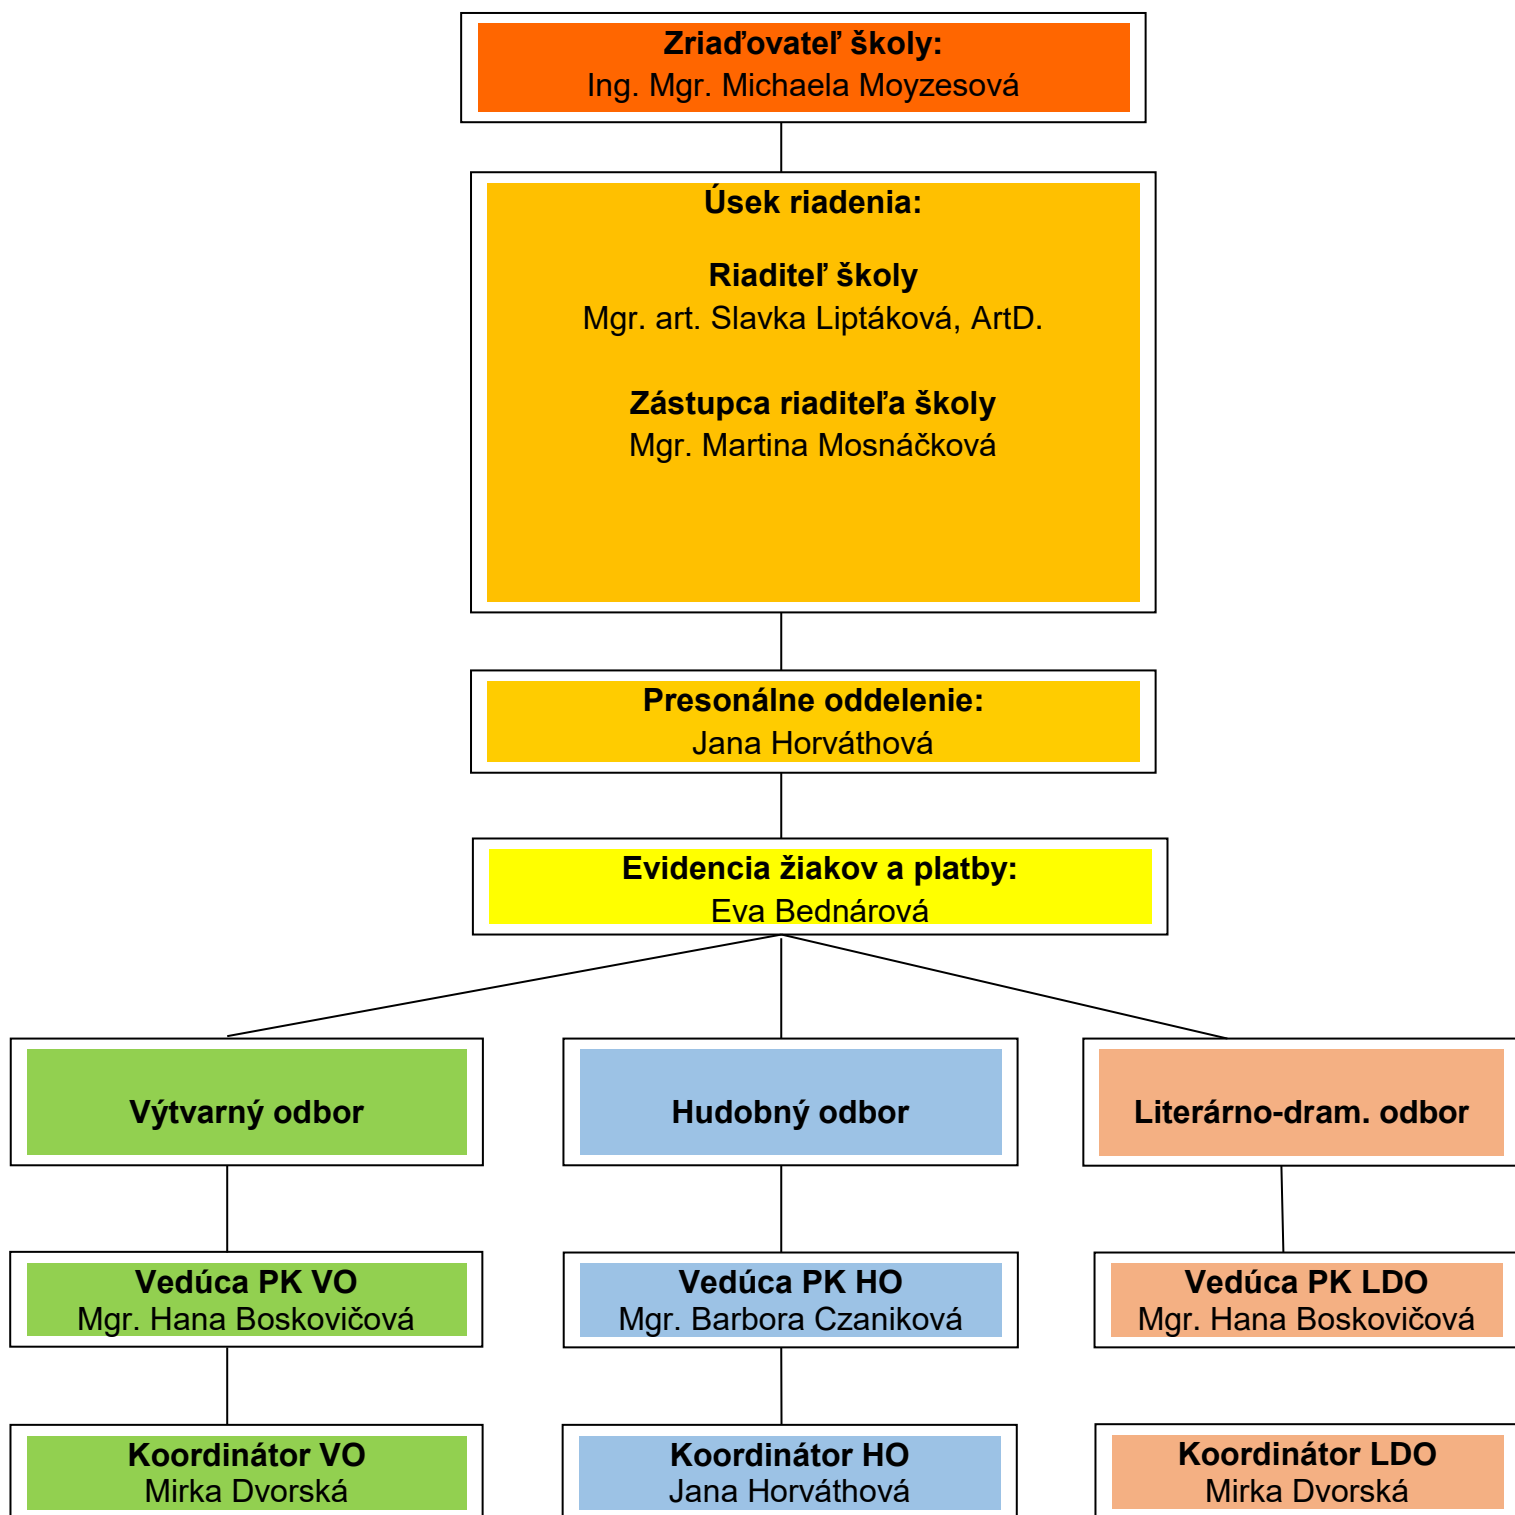 Zriaďovateľ školy:
Ing. Mgr. Michaela Moyzesová
Úsek riadenia:
Riaditeľ školy
Mgr. art. Slavka Liptáková, ArtD.
Zástupca riaditeľa školy
Mgr. Martina Mosnáčková
Presonálne oddelenie:
Jana Horváthová
Evidencia žiakov a platby:
Eva Bednárová
Výtvarný odbor
Hudobný odbor
Literárno-dram. odbor
Vedúca PK VO
Mgr. Hana Boskovičová
Vedúca PK HO
Mgr. Barbora Czaniková
Vedúca PK LDO
Mgr. Hana Boskovičová
Koordinátor VO
Mirka Dvorská
Koordinátor HO
Jana Horváthová
Koordinátor LDO
Mirka Dvorská